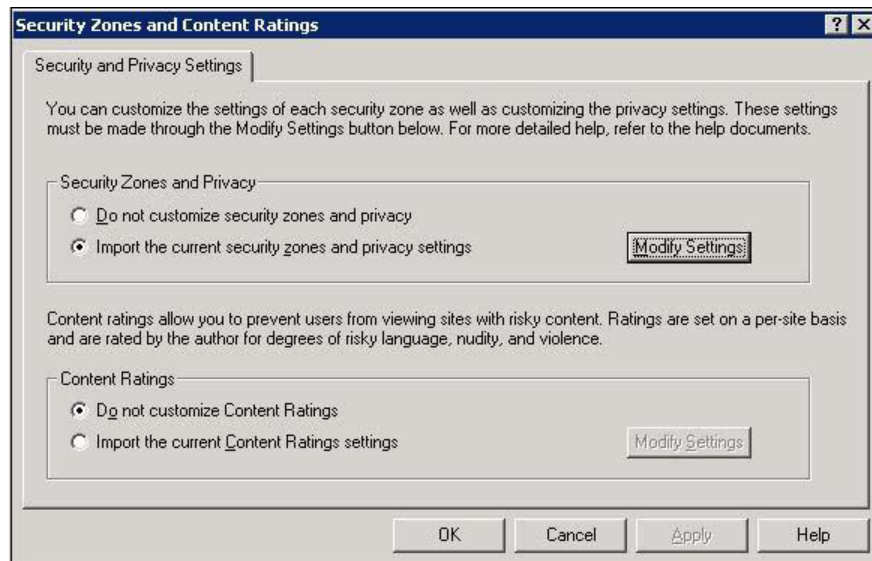 Security Zones and Content Ratings
Security and Privacy Settings
You can customize the settings of each security zone as well as customizing the privacy settings. These settings
must be made through the Modify Settings button below. For more detailed help, refer to the help documents.
Security Zones and Privacy
Do not customize security zones and privacy
Import the current security zones and privacy settings
Modify Settings
Content ratings allow you to prevent users from viewing sites with risky content. Ratings are set on a per-site basis
and are rated by the author for degrees of risky language, nudity, and violence.
Content Ratings
Do not customize Content Ratings
Import the current Content Ratings settings
Modify Settings
OK Cancel Apply Help